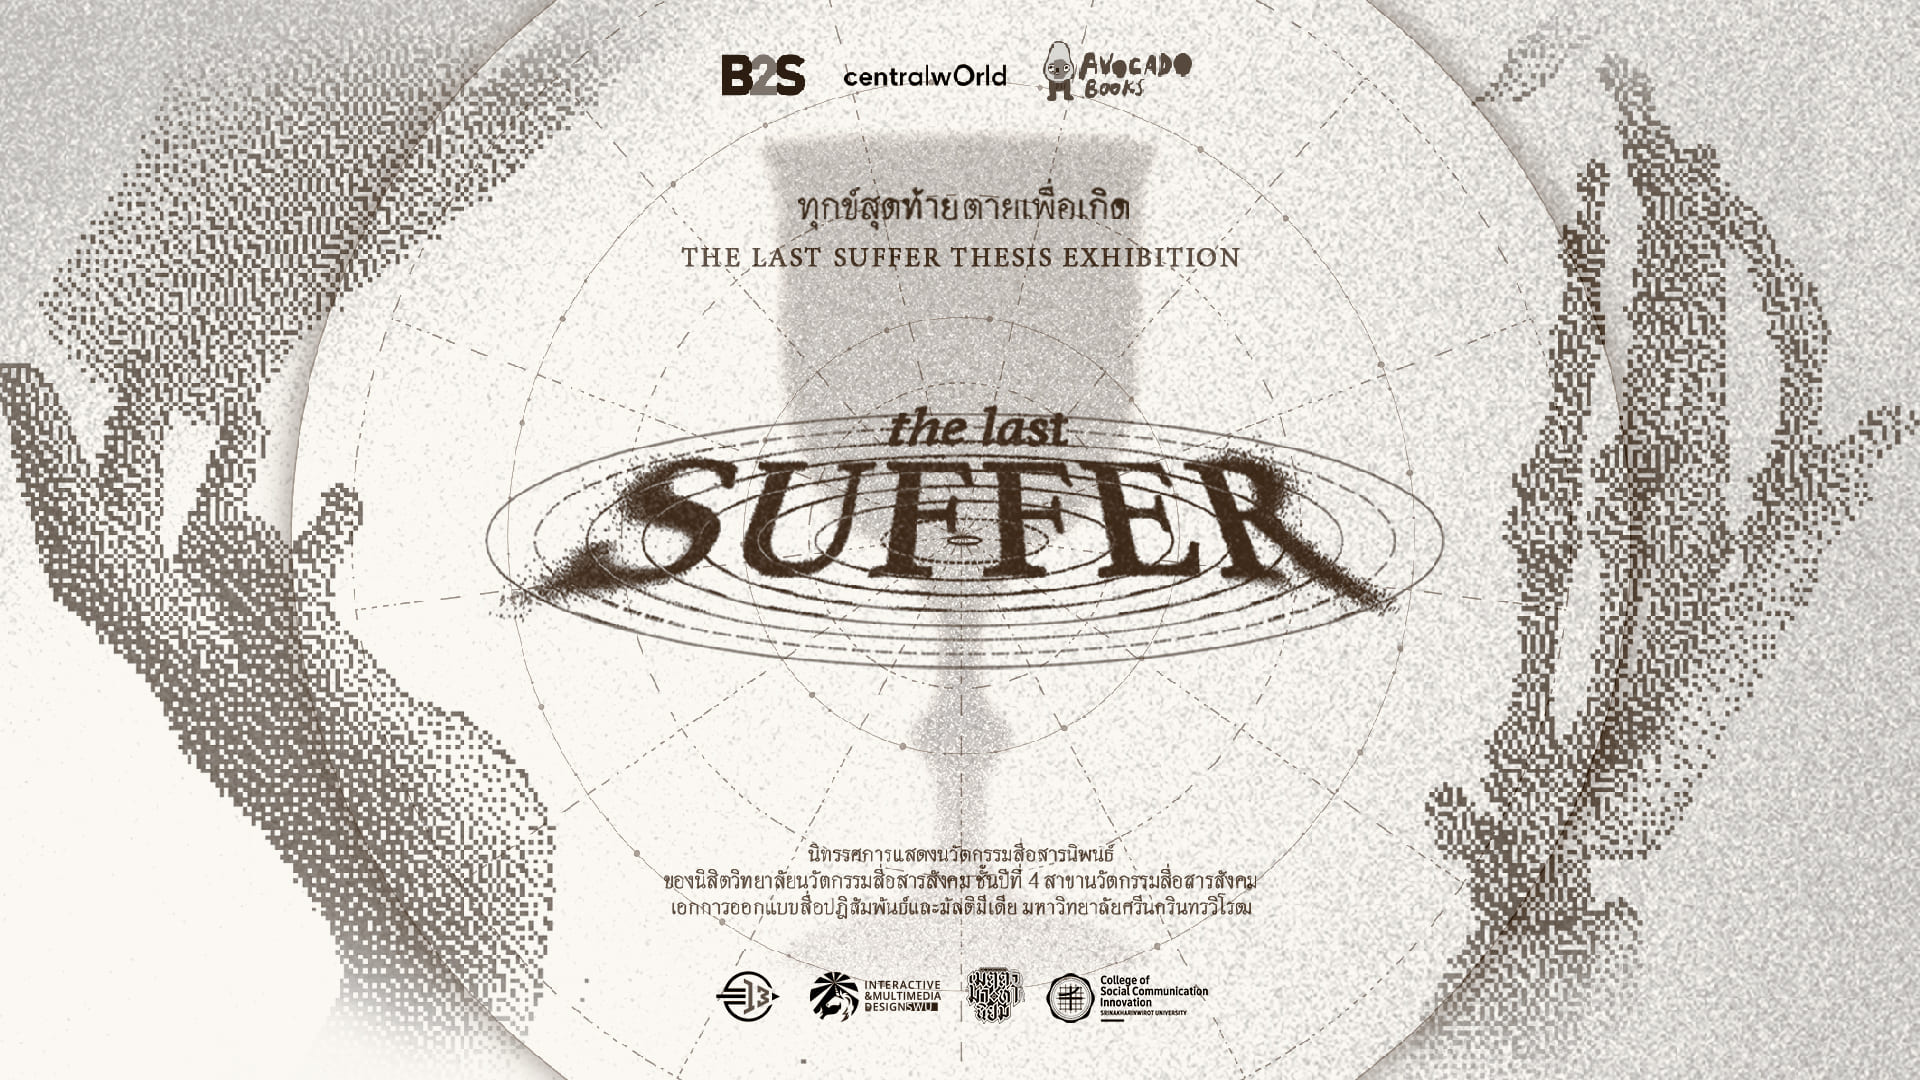 B2S
centralwOrld
AVOCADO BOOKS
ทุกข์สุดท้ายตายเพื่อเกิด
THE LAST SUFFER THESIS EXHIBITION
the last
SUFFER
นิทรรศการแสดงนวัตกรรมสื่อสารนิพนธ์
ของนิสิตวิทยาลัยนวัตกรรมสื่อสารสังคม ชั้นปีที่ 4 สาขานวัตกรรมสื่อสารสังคม
เอกการออกแบบสื่อปฏิสัมพันธ์และมัลติมีเดีย มหาวิทยาลัยศรีนครินทรวิโรฒ
13
INTERACTIVE
&MULTIMEDIA
DESIGNSWU
College of
Social Communication
Innovation
SRINAKHARINWIROT UNIVERSITY